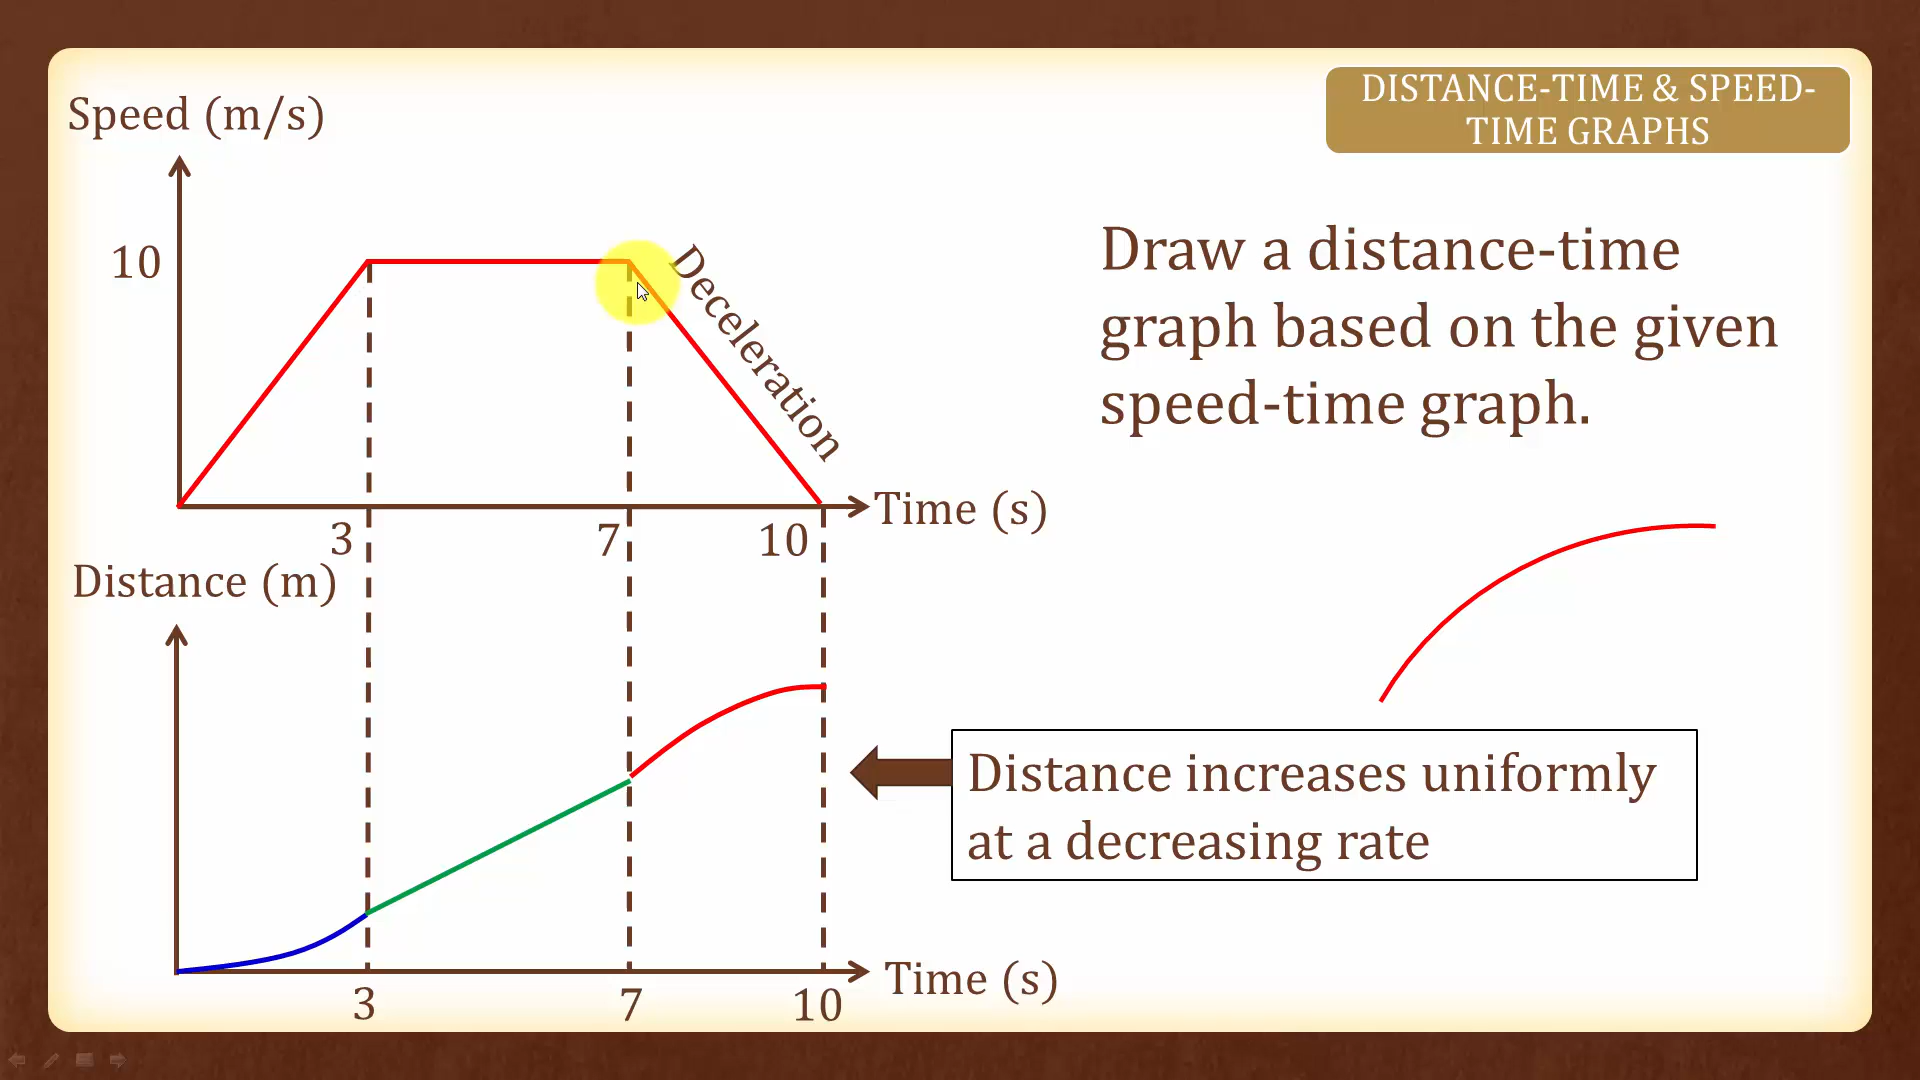 DISTANCE-TIME & SPEED-
TIME GRAPHS
Speed (m/s)
10
Deceleration
Time (s)
3
7
10
Draw a distance-time
graph based on the given
speed-time graph.
Distance (m)
Distance increases uniformly
at a decreasing rate
Time (s)
3
7
10